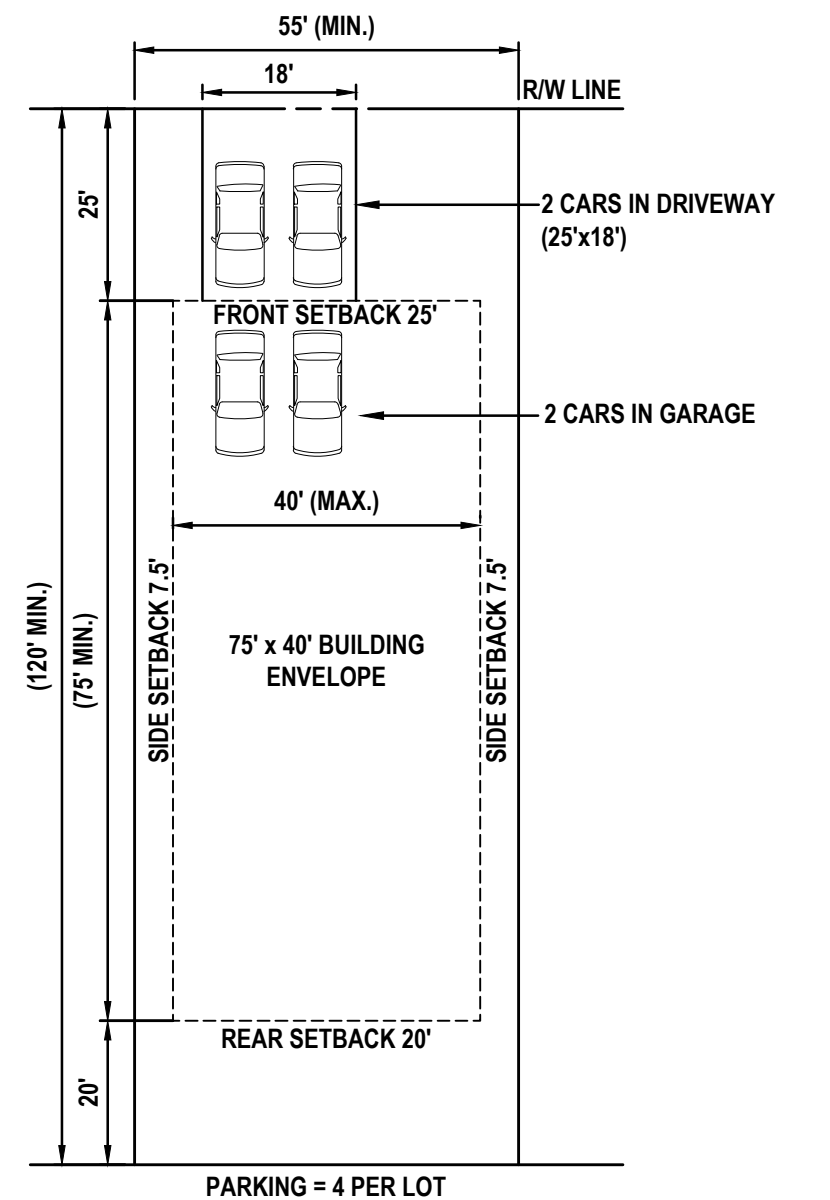 55' (MIN.)
18'
R/W LINE
25'
2 CARS IN DRIVEWAY
(25'x18')
FRONT SETBACK 25'
2 CARS IN GARAGE
40' (MAX.)
(120' MIN.)
(75' MIN.)
SIDE SETBACK 7.5'
75' x 40' BUILDING
ENVELOPE
SIDE SETBACK 7.5'
REAR SETBACK 20'
20'
PARKING = 4 PER LOT